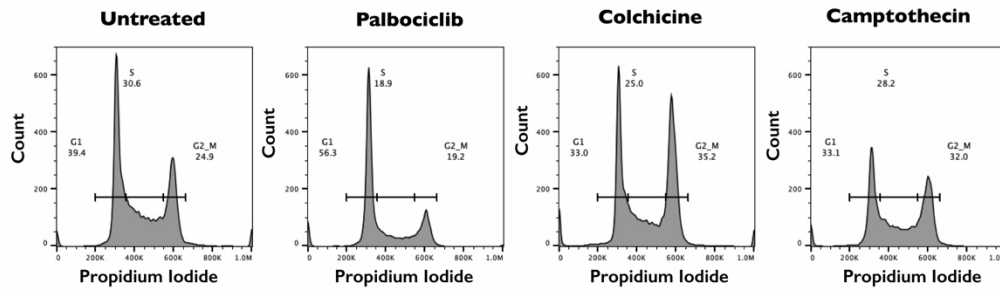 Untreated
Palbociclib
Colchicine
Camptothecin
Count
600
400
200
0
S
30.6
G1
39.4
G2_M
24.9
0 200K 400K 600K 800K 1.0M
Propidium Iodide
Count
600
400
200
0
S
18.9
G1
56.3
G2_M
19.2
0 200K 400K 600K 800K 1.0M
Propidium Iodide
Count
600
400
200
0
S
25.0
G1
33.0
G2_M
35.2
0 200K 400K 600K 800K 1.0M
Propidium Iodide
Count
600
400
200
0
S
28.2
G1
33.1
G2_M
32.0
0 200K 400K 600K 800K 1.0M
Propidium Iodide